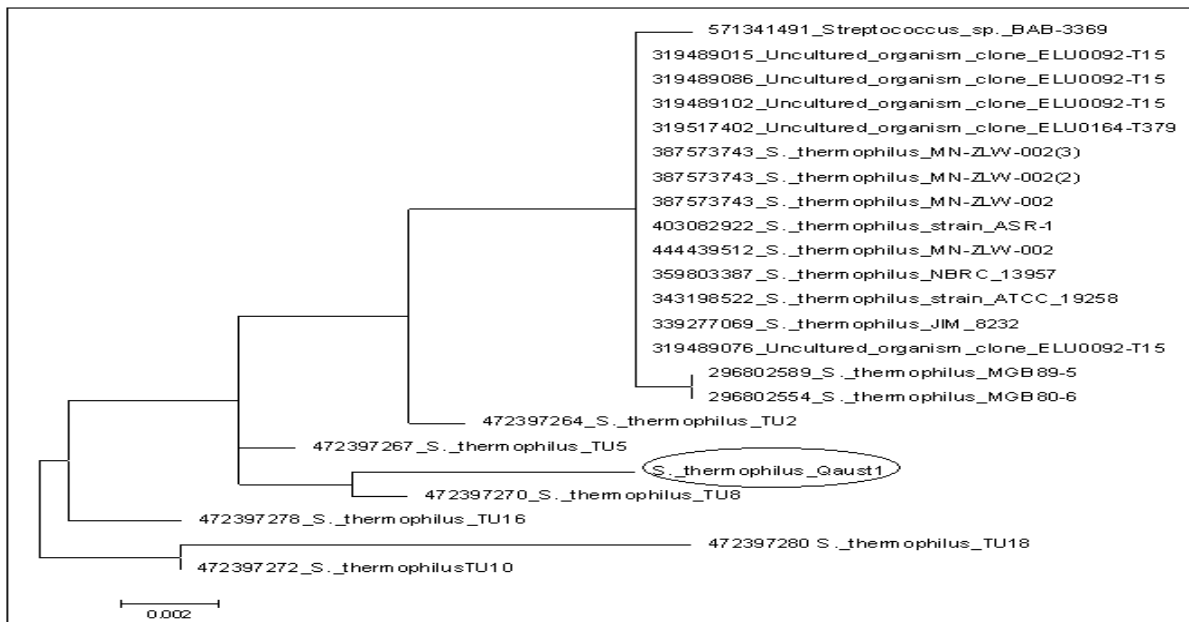 571341491_Streptococcus_sp._BAB-3369
319489015_Uncultured_organism_clone_ELU0092-T15
319489086_Uncultured_organism_clone_ELU0092-T15
319489102_Uncultured_organism_clone_ELU0092-T15
319517402_Uncultured_organism_clone_ELU0164-T379
387573743_S._thermophilus_MN-ZLW-002(3)
387573743_S._thermophilus_MN-ZLW-002(2)
387573743_S._thermophilus_MN-ZLW-002
403082922_S._thermophilus_strain_ASR-1
444439512_S._thermophilus_MN-ZLW-002
359803387_S._thermophilus_NBRC_13957
343198522_S._thermophilus_strain_ATCC_19258
339277069_S._thermophilus_JIM_8232
319489076_Uncultured_organism_clone_ELU0092-T15
296802589_S._thermophilus_MGB89-5
296802554_S._thermophilus_MGB80-6
472397264_S._thermophilus_TU2
472397267_S._thermophilus_TU5
S._thermophilus_Qaust1
472397270_S._thermophilus_TU8
472397278_S._thermophilus_TU16
472397280 S._thermophilus_TU18
472397272_S._thermophilusTU10
0.002